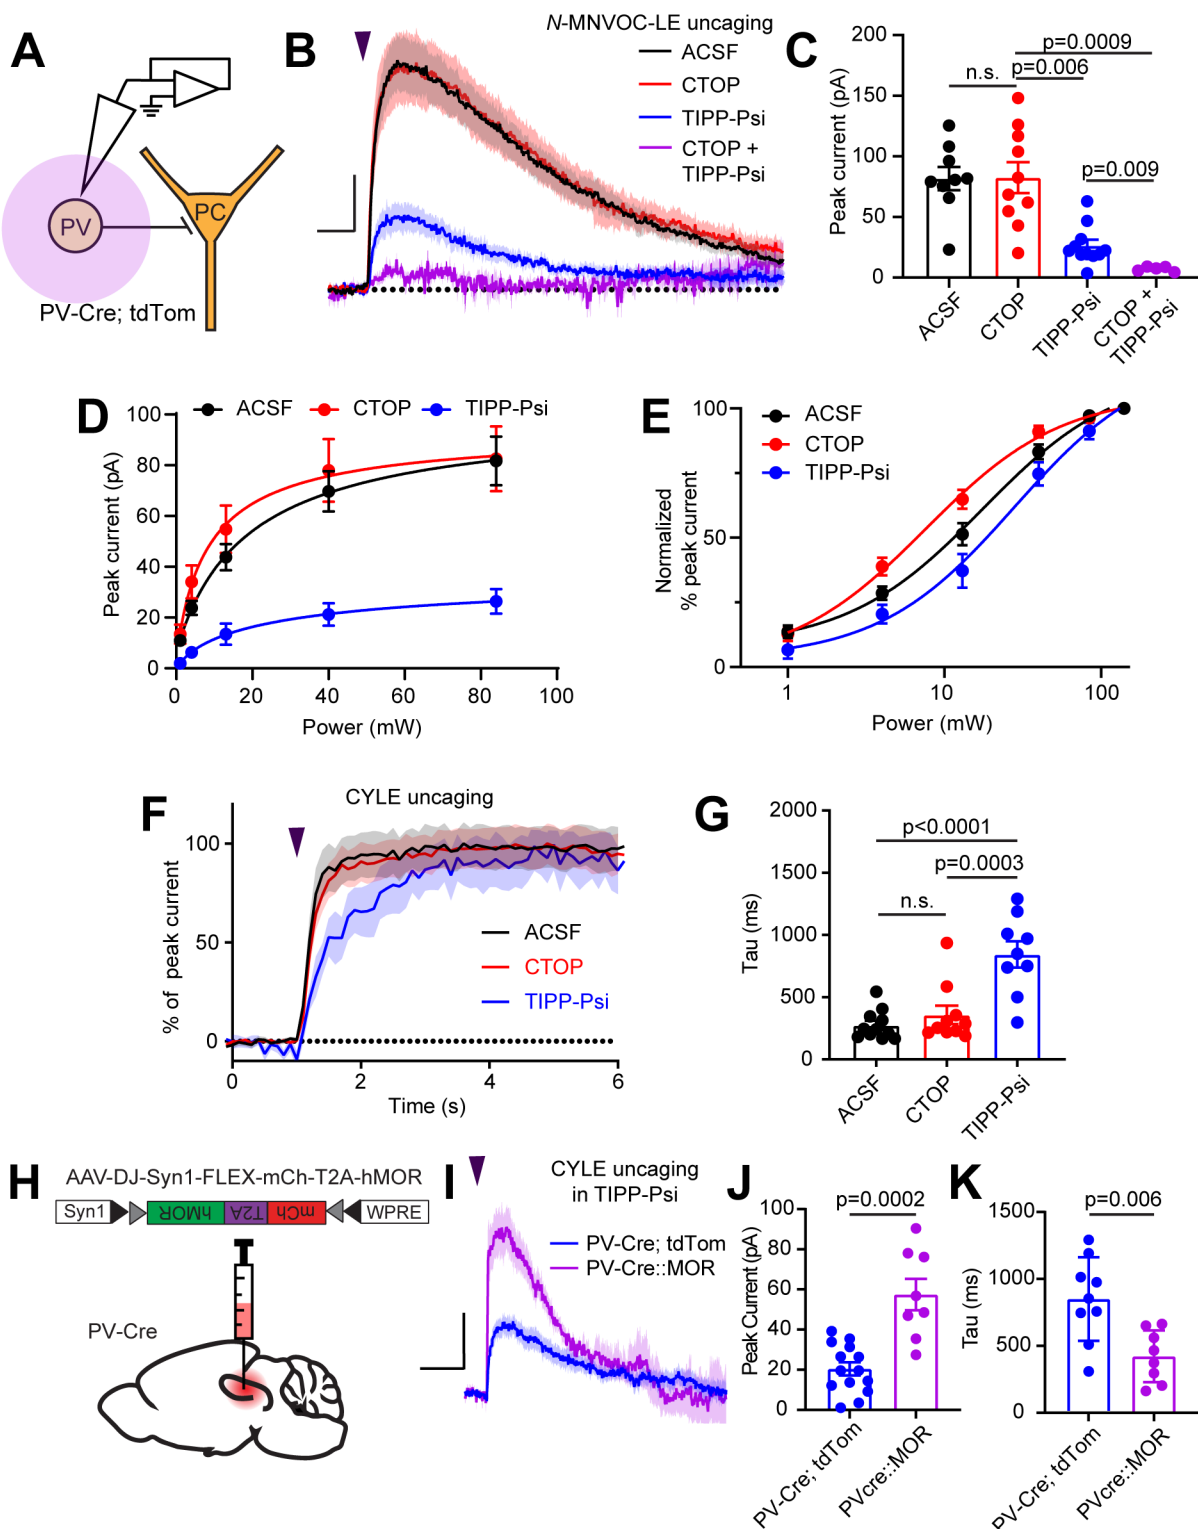 A
PV
PC
PV-Cre; tdTom
B
N-MNVOC-LE uncaging
ACSF
CTOP
TIPP-Psi
CTOP +
TIPP-Psi
C
Peak current (pA)
200
150
100
50
0
n.s.
p=0.0009
p=0.006
p=0.009
ACSF
CTOP
TIPP-Psi
CTOP +
TIPP-Psi
D
ACSF
CTOP
TIPP-Psi
Peak current (pA)
100
80
60
40
20
0
0
20
40
60
80
100
Power (mW)
E
ACSF
CTOP
TIPP-Psi
Normalized
% peak current
100
50
0
1
10
100
Power (mW)
F
CYLE uncaging
% of peak current
100
50
0
ACSF
CTOP
TIPP-Psi
0
2
4
6
Time (s)
G
Tau (ms)
2000
1500
1000
500
0
p<0.0001
p=0.0003
n.s.
ACSF
CTOP
TIPP-Psi
H
AAV-DJ-Syn1-FLEX-mCh-T2A-hMOR
Syn1
hMOR
T2A
mCh
WPRE
PV-Cre
I
CYLE uncaging
in TIPP-Psi
PV-Cre; tdTom
PV-Cre::MOR
J
Peak Current (pA)
100
80
60
40
20
0
p=0.0002
PV-Cre; tdTom
PVcre::MOR
K
Tau (ms)
1500
1000
500
0
p=0.006
PV-Cre; tdTom
PVcre::MOR